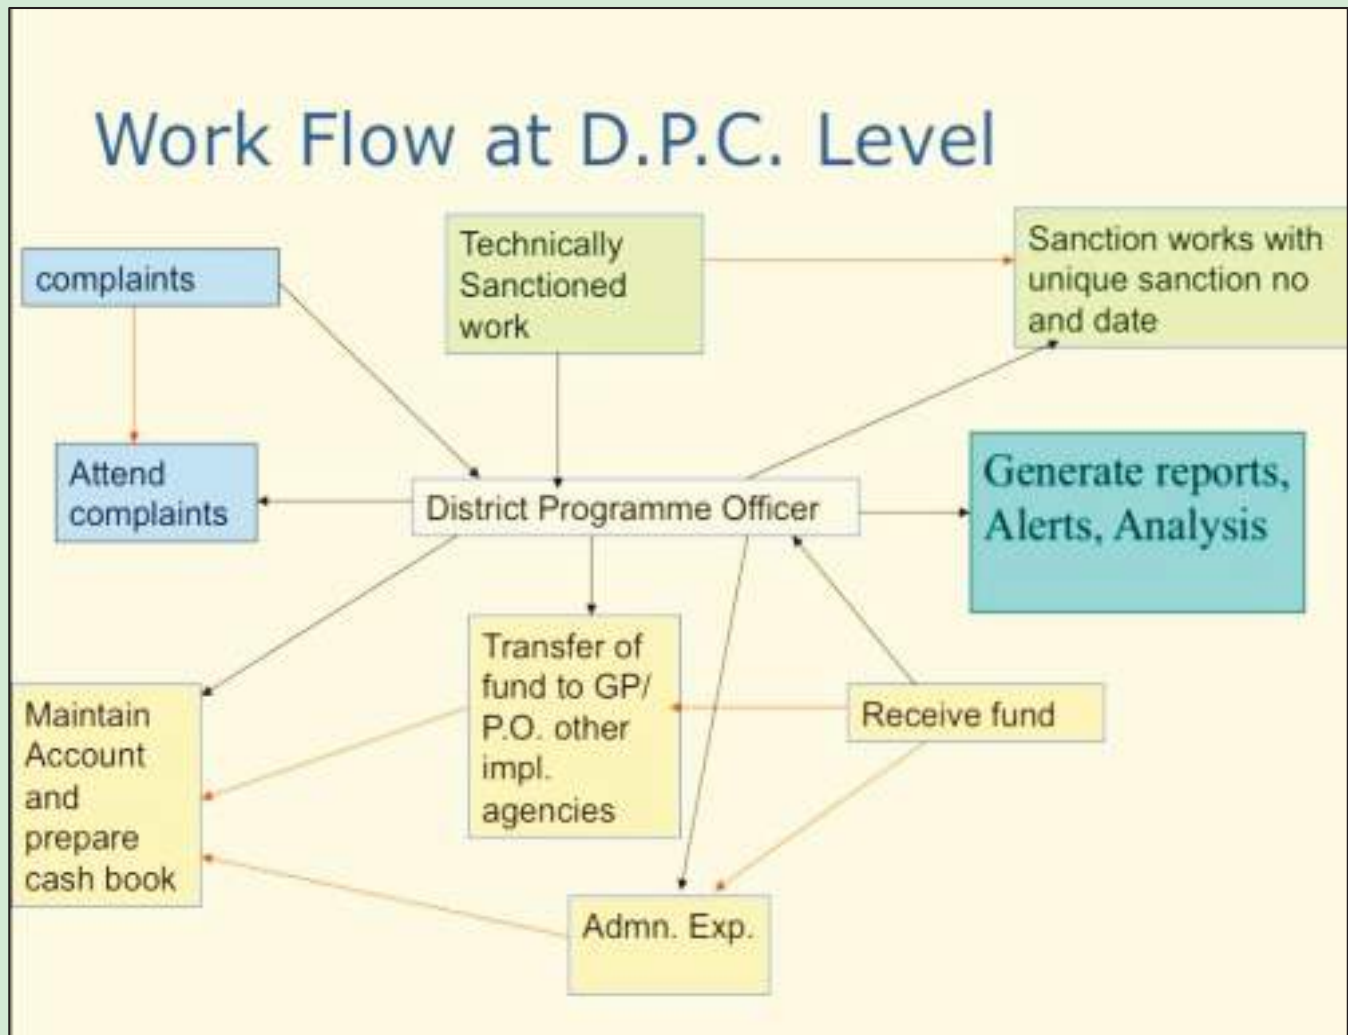 Work Flow at D.P.C. Level
complaints
Technically
Sanctioned
work
Sanction works with
unique sanction no
and date
Attend
complaints
District Programme Officer
Generate reports,
Alerts, Analysis
Maintain
Account
and
prepare
cash book
Transfer of
fund to GP/
P.O. other
impl.
agencies
Receive fund
Admn. Exp.